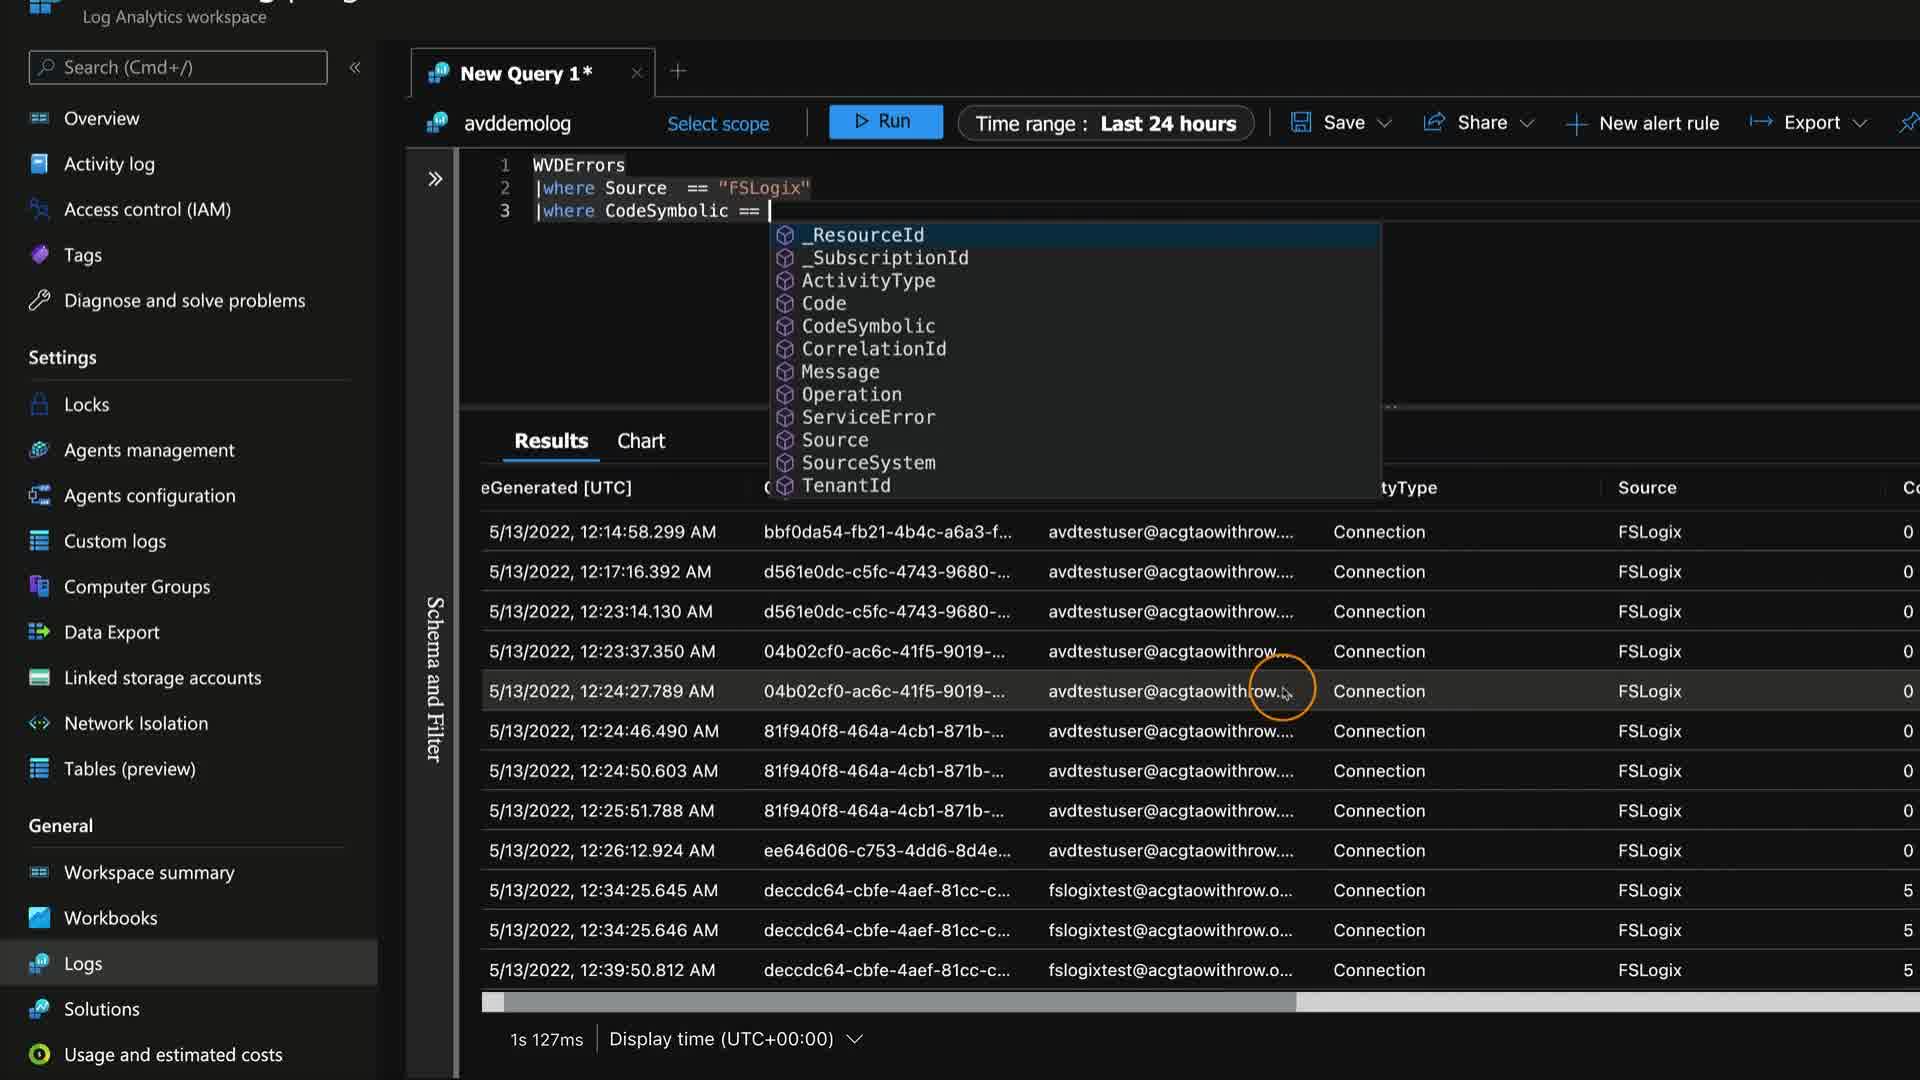 Log Analytics workspace
Search (Cmd+/)
«
Overview
Activity log
Access control (IAM)
Tags
Diagnose and solve problems
Settings
Locks
Agents management
Agents configuration
Custom logs
Computer Groups
Data Export
Linked storage accounts
Network Isolation
Tables (preview)
General
Workspace summary
Workbooks
Logs
Solutions
Usage and estimated costs
New Query 1*
avddemolog Select scope Run Time range : Last 24 hours Save Share New alert rule Export
Schema and Filter
1 WVDErrors
2 |where Source == "FSLogix"
3 |where CodeSymbolic ==
_ResourceId
_SubscriptionId
ActivityType
Code
CodeSymbolic
CorrelationId
Message
Operation
ServiceError
Source
SourceSystem
TenantId
Results Chart
eGenerated [UTC] tyType Source Co
5/13/2022, 12:14:58.299 AM bbf0da54-fb21-4b4c-a6a3-f... avdtestuser@acgtaowithrow.... Connection FSLogix 0
5/13/2022, 12:17:16.392 AM d561e0dc-c5fc-4743-9680-... avdtestuser@acgtaowithrow.... Connection FSLogix 0
5/13/2022, 12:23:14.130 AM d561e0dc-c5fc-4743-9680-... avdtestuser@acgtaowithrow.... Connection FSLogix 0
5/13/2022, 12:23:37.350 AM 04b02cf0-ac6c-41f5-9019-... avdtestuser@acgtaowithrow.... Connection FSLogix 0
5/13/2022, 12:24:27.789 AM 04b02cf0-ac6c-41f5-9019-... avdtestuser@acgtaowithrow.... Connection FSLogix 0
5/13/2022, 12:24:46.490 AM 81f940f8-464a-4cb1-871b-... avdtestuser@acgtaowithrow.... Connection FSLogix 0
5/13/2022, 12:24:50.603 AM 81f940f8-464a-4cb1-871b-... avdtestuser@acgtaowithrow.... Connection FSLogix 0
5/13/2022, 12:25:51.788 AM 81f940f8-464a-4cb1-871b-... avdtestuser@acgtaowithrow.... Connection FSLogix 0
5/13/2022, 12:26:12.924 AM ee646d06-c753-4dd6-8d4e... avdtestuser@acgtaowithrow.... Connection FSLogix 0
5/13/2022, 12:34:25.645 AM deccdc64-cbfe-4aef-81cc-c... fslogixtest@acgtaowithrow.o... Connection FSLogix 5
5/13/2022, 12:34:25.646 AM deccdc64-cbfe-4aef-81cc-c... fslogixtest@acgtaowithrow.o... Connection FSLogix 5
5/13/2022, 12:39:50.812 AM deccdc64-cbfe-4aef-81cc-c... fslogixtest@acgtaowithrow.o... Connection FSLogix 5
1s 127ms Display time (UTC+00:00)